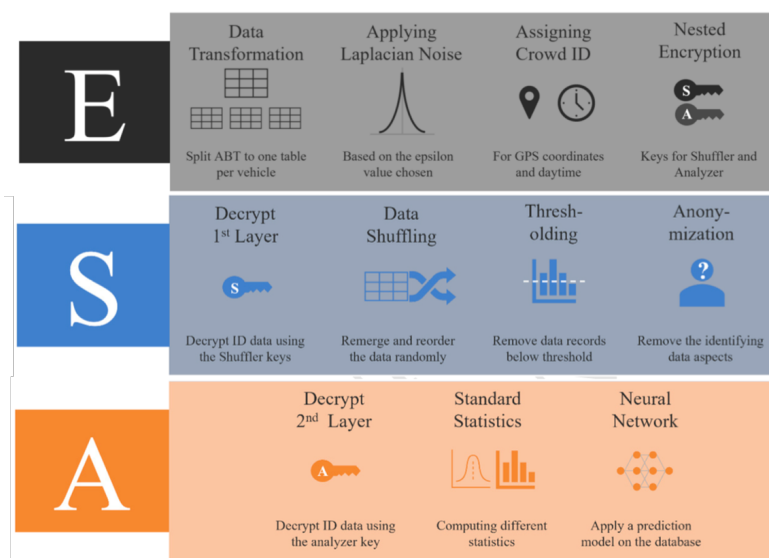 E
Data
Transformation
Split ABT to one table
per vehicle
Applying
Laplacian Noise
Based on the epsilon
value chosen
Assigning
Crowd ID
For GPS coordinates
and daytime
Nested
Encryption
S
A
Keys for Shuffler and
Analyzer
S
Decrypt
1st Layer
S
Decrypt ID data using
the Shuffler keys
Data
Shuffling
Remerge and reorder
the data randomly
Thresh-
olding
Remove data records
below threshold
Anony-
mization
?
Remove the identifying
data aspects
A
Decrypt
2nd Layer
A
Decrypt ID data using
the analyzer key
Standard
Statistics
Computing different
statistics
Neural
Network
Apply a prediction
model on the database